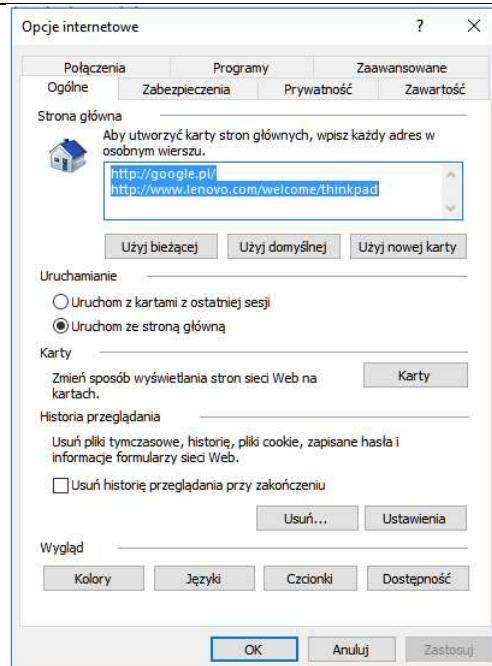 Opcje internetowe
Połączenia Programy Zaawansowane
Ogólne Zabezpieczenia Prywatność Zawartość
Strona główna
Aby utworzyć karty stron głównych, wpisz każdy adres w
osobnym wierszu.
http://google.pl/
http://www.lenovo.com/welcome/thinkpad
Użyj bieżącej Użyj domyślnej Użyj nowej karty
Uruchamianie
Uruchom z kartami z ostatniej sesji
Uruchom ze stroną główną
Karty
Zmień sposób wyświetlania stron sieci Web na
kartach.
Karty
Historia przeglądania
Usuń pliki tymczasowe, historię, pliki cookie, zapisane hasła i
informacje formularzy sieci Web.
Usuń historię przeglądania przy zakończeniu
Usuń... Ustawienia
Wygląd
Kolory Języki Czcionki Dostępność
OK Anuluj Zastosuj